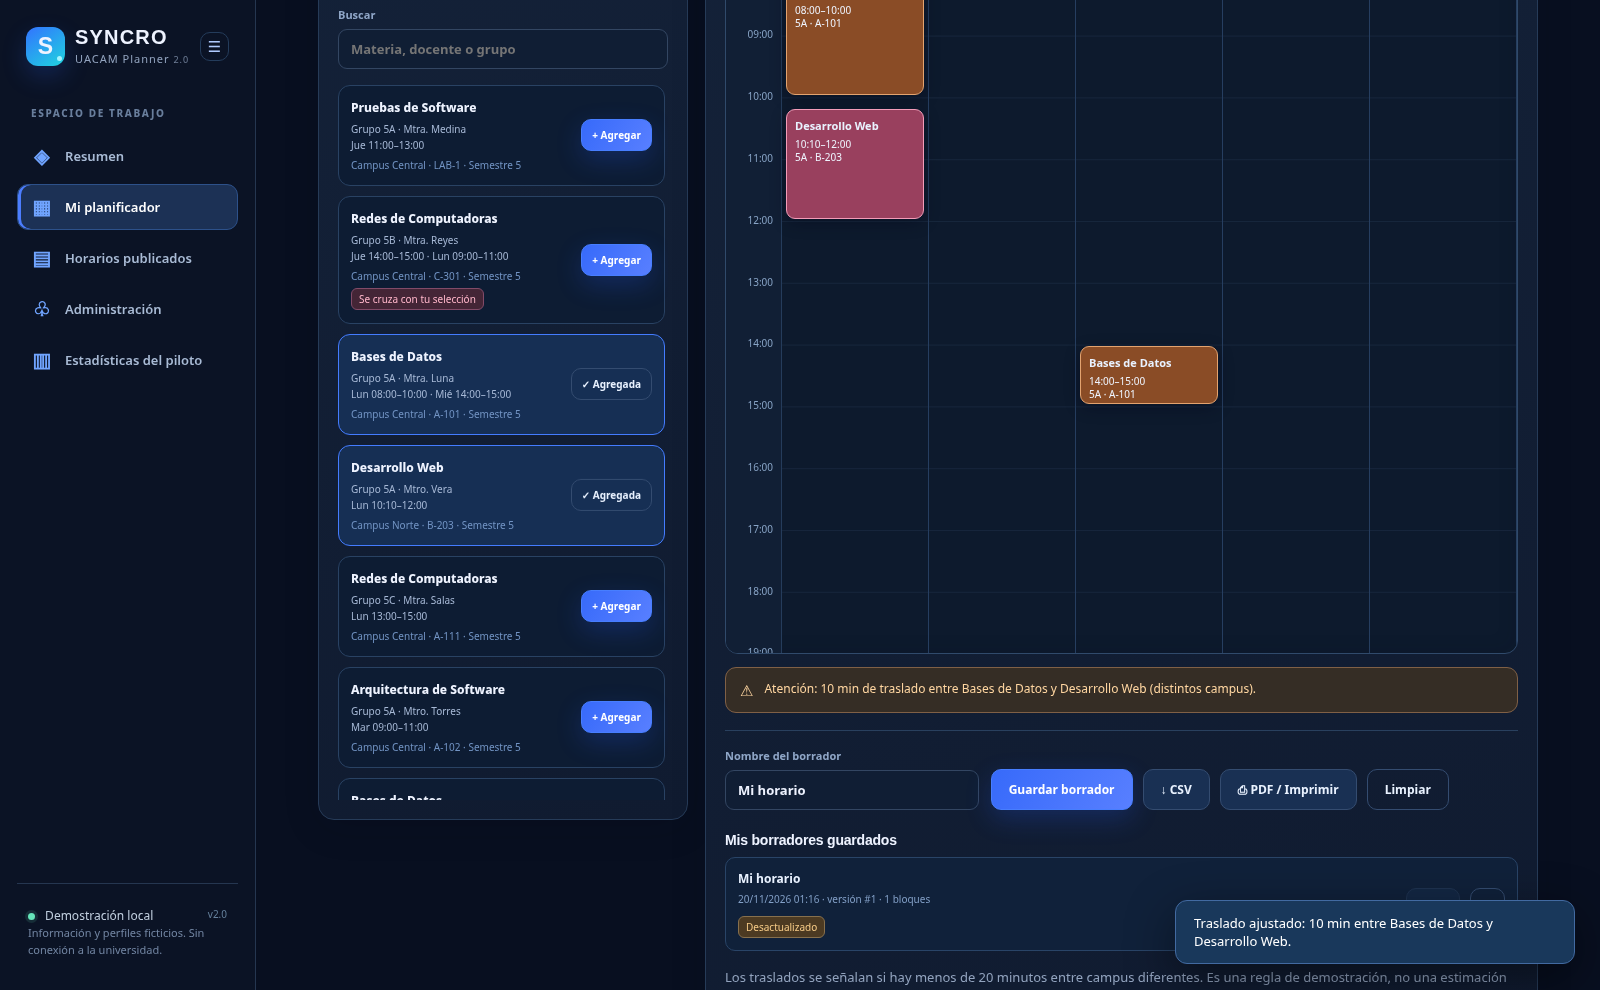 S
SYNCRO
UACAM Planner 2.0
☰
ESPACIO DE TRABAJO
Resumen
Mi planificador
Horarios publicados
Administración
Estadísticas del piloto
Demostración local v2.0
Información y perfiles ficticios. Sin
conexión a la universidad.
Buscar
Materia, docente o grupo
Pruebas de Software
Grupo 5A · Mtra. Medina
Jue 11:00–13:00
Campus Central · LAB-1 · Semestre 5
+ Agregar
Redes de Computadoras
Grupo 5B · Mtra. Reyes
Jue 14:00–15:00 · Lun 09:00–11:00
Campus Central · C-301 · Semestre 5
Se cruza con tu selección
+ Agregar
Bases de Datos
Grupo 5A · Mtra. Luna
Lun 08:00–10:00 · Mié 14:00–15:00
Campus Central · A-101 · Semestre 5
✓ Agregada
Desarrollo Web
Grupo 5A · Mtro. Vera
Lun 10:10–12:00
Campus Norte · B-203 · Semestre 5
✓ Agregada
Redes de Computadoras
Grupo 5C · Mtra. Salas
Lun 13:00–15:00
Campus Central · A-111 · Semestre 5
+ Agregar
Arquitectura de Software
Grupo 5A · Mtro. Torres
Mar 09:00–11:00
Campus Central · A-102 · Semestre 5
+ Agregar
Bases de Datos
08:00–10:00
5A · A-101
09:00
10:00
Desarrollo Web
10:10–12:00
5A · B-203
11:00
12:00
13:00
14:00
Bases de Datos
14:00–15:00
5A · A-101
15:00
16:00
17:00
18:00
19:00
⚠ Atención: 10 min de traslado entre Bases de Datos y Desarrollo Web (distintos campus).
Nombre del borrador
Mi horario
Guardar borrador
↓ CSV
⎙ PDF / Imprimir
Limpiar
Mis borradores guardados
Mi horario
20/11/2026 01:16 · versión #1 · 1 bloques
Desactualizado
Traslado ajustado: 10 min entre Bases de Datos y
Desarrollo Web.
Los traslados se señalan si hay menos de 20 minutos entre campus diferentes. Es una regla de demostración, no una estimación